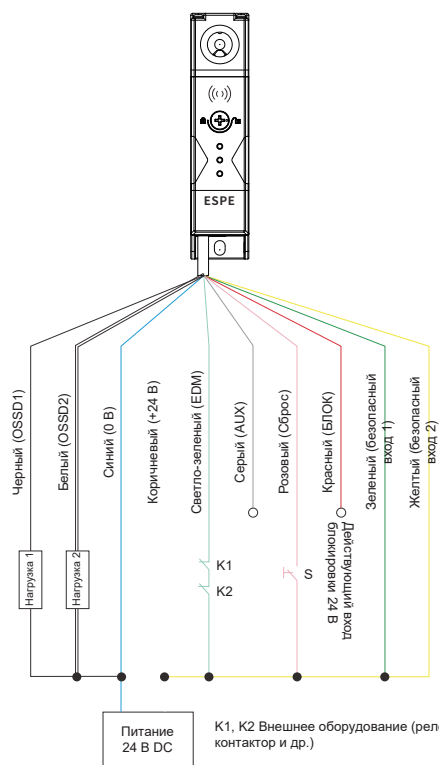 ESPE
Черный (OSSD1)
Белый (OSSD2)
Синий (0 В)
Коричневый (+24 В)
Светло-зеленый (EDM)
Серый (AUX)
Розовый (Сброс)
Красный (БЛОК)
Действующий вход
блокировки 24 В
Зеленый (безопасный
вход 1)
Желтый (безопасный
вход 2)
Нагрузка 1
Нагрузка 2
K1
K2
S
Питание
24 В DC
K1, K2 Внешнее оборудование (рел
контактор и др.)